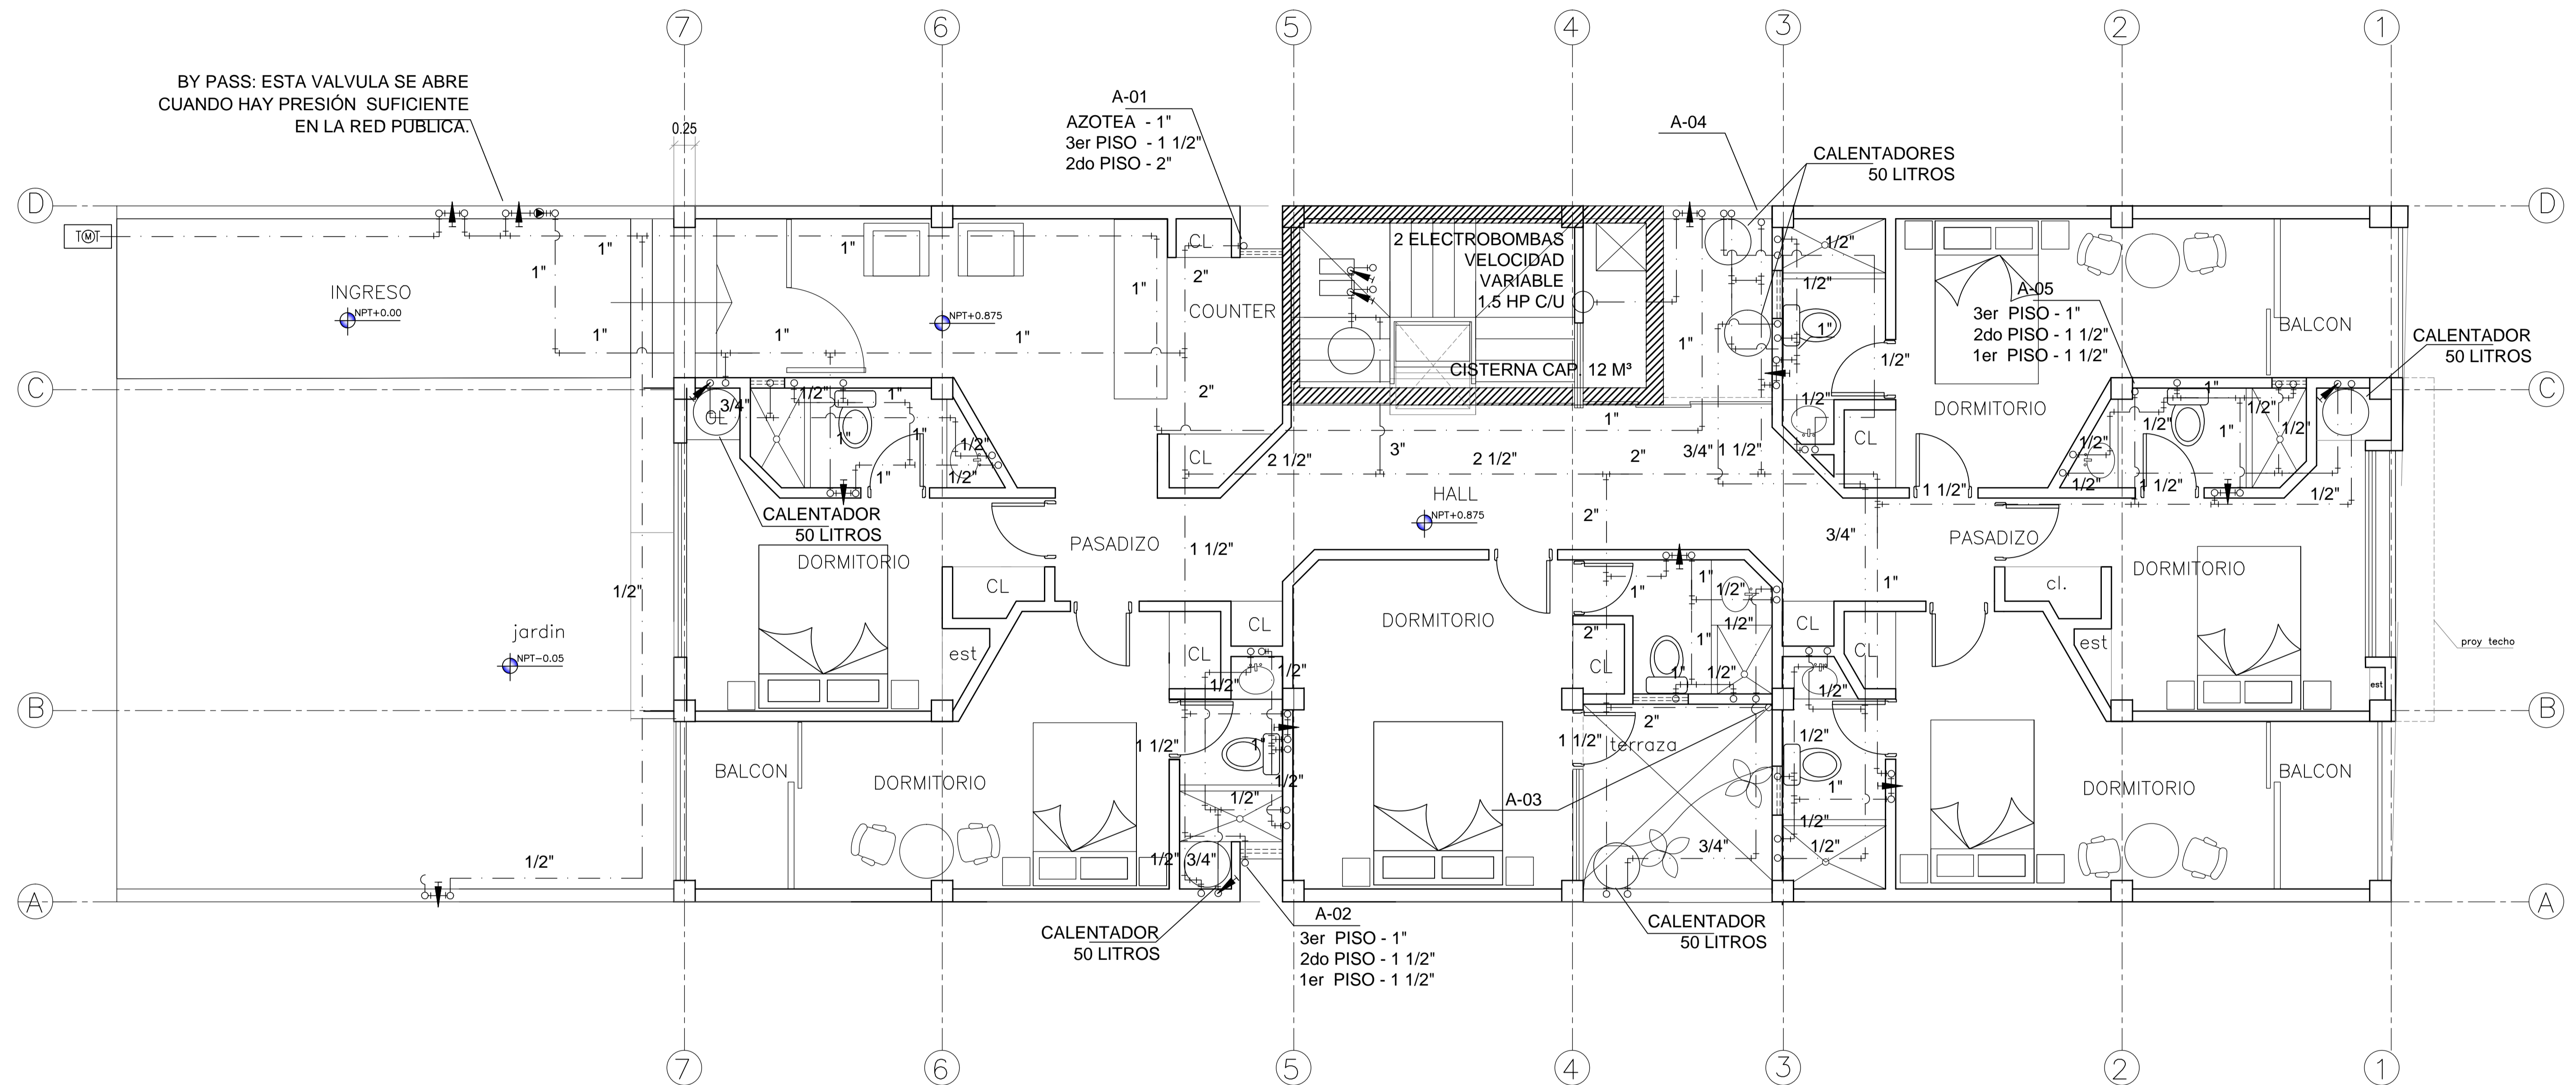 7
6
5
4
3
2
1
BY PASS: ESTA VALVULA SE ABRE
CUANDO HAY PRESIÓN SUFICIENTE
EN LA RED PÚBLICA.
0.25
A-01
AZOTEA - 1"
3er PISO - 1 1/2"
2do PISO - 2"
A-04
CALENTADORES
50 LITROS
D
D
M
1"
1"
1"
CL
2"
1"
COUNTER
2 ELECTROBOMBAS
VELOCIDAD
VARIABLE
1.5 HP C/U
1/2"
1/2"
A-05
3er PISO - 1"
2do PISO - 1 1/2"
1er PISO - 1 1/2"
BALCON
CALENTADOR
50 LITROS
INGRESO
NPT+0.00
NPT+0.875
1"
1"
1"
1"
1"
1/2"
CISTERNA CAP. 12 M³
C
C
3/4"
CL
1/2"
1"
2"
1"
1/2"
DORMITORIO
1"
1/2"
1/2"
1/2"
1"
1"
1"
1/2"
1/2"
1"
CL
2 1/2"
3"
2 1/2"
2"
3/4"
1 1/2"
CL
1/2"
1/2"
1 1/2"
1 1/2"
1/2"
HALL
NPT+0.875
CALENTADOR
50 LITROS
DORMITORIO
PASADIZO
1 1/2"
2"
3/4"
PASADIZO
DORMITORIO
1/2"
CL
1"
1"
1/2"
1"
cl.
jardin
NPT-0.05
est
CL
CL
DORMITORIO
2"
1/2"
1"
CL
CL
est
proy techo
CL
1/2"
1/2"
1"
1/2"
1/2"
est
B
B
2"
1 1/2"
1"
1 1/2"
terraza
1/2"
BALCON
DORMITORIO
1/2"
1/2"
A-03
1"
1/2"
DORMITORIO
BALCON
1/2"
1/2"
3/4"
3/4"
1/2"
A
A
CALENTADOR
50 LITROS
A-02
3er PISO - 1"
2do PISO - 1 1/2"
1er PISO - 1 1/2"
CALENTADOR
50 LITROS
7
6
5
4
3
2
1